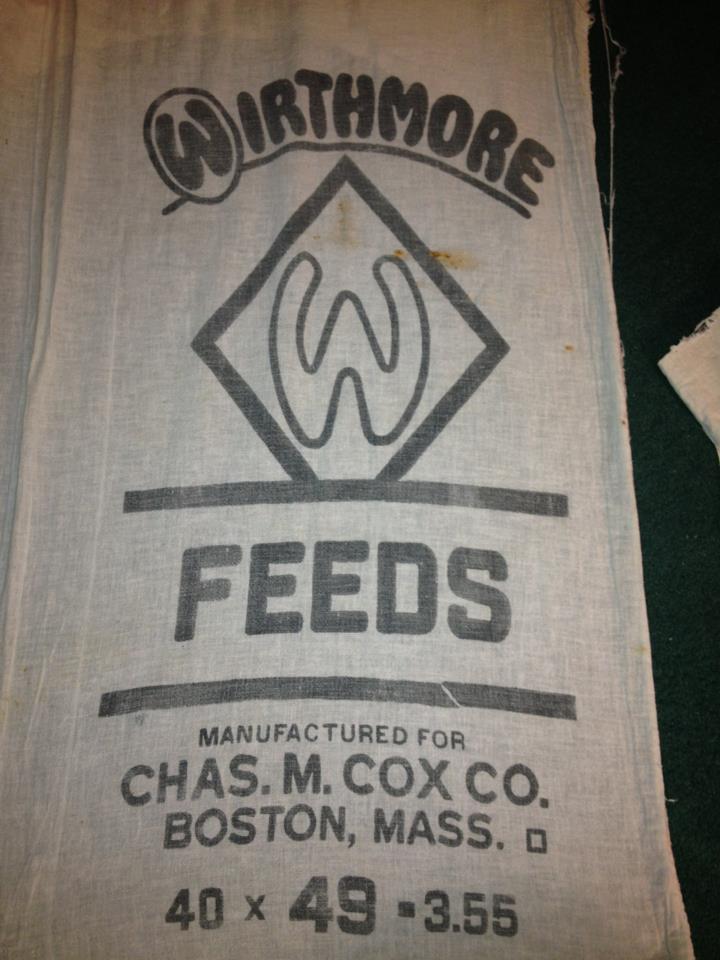 WIRTHMORE
W
FEEDS
MANUFACTURED FOR
CHAS. M. COX CO.
BOSTON, MASS.
40 x 49 - 3.55